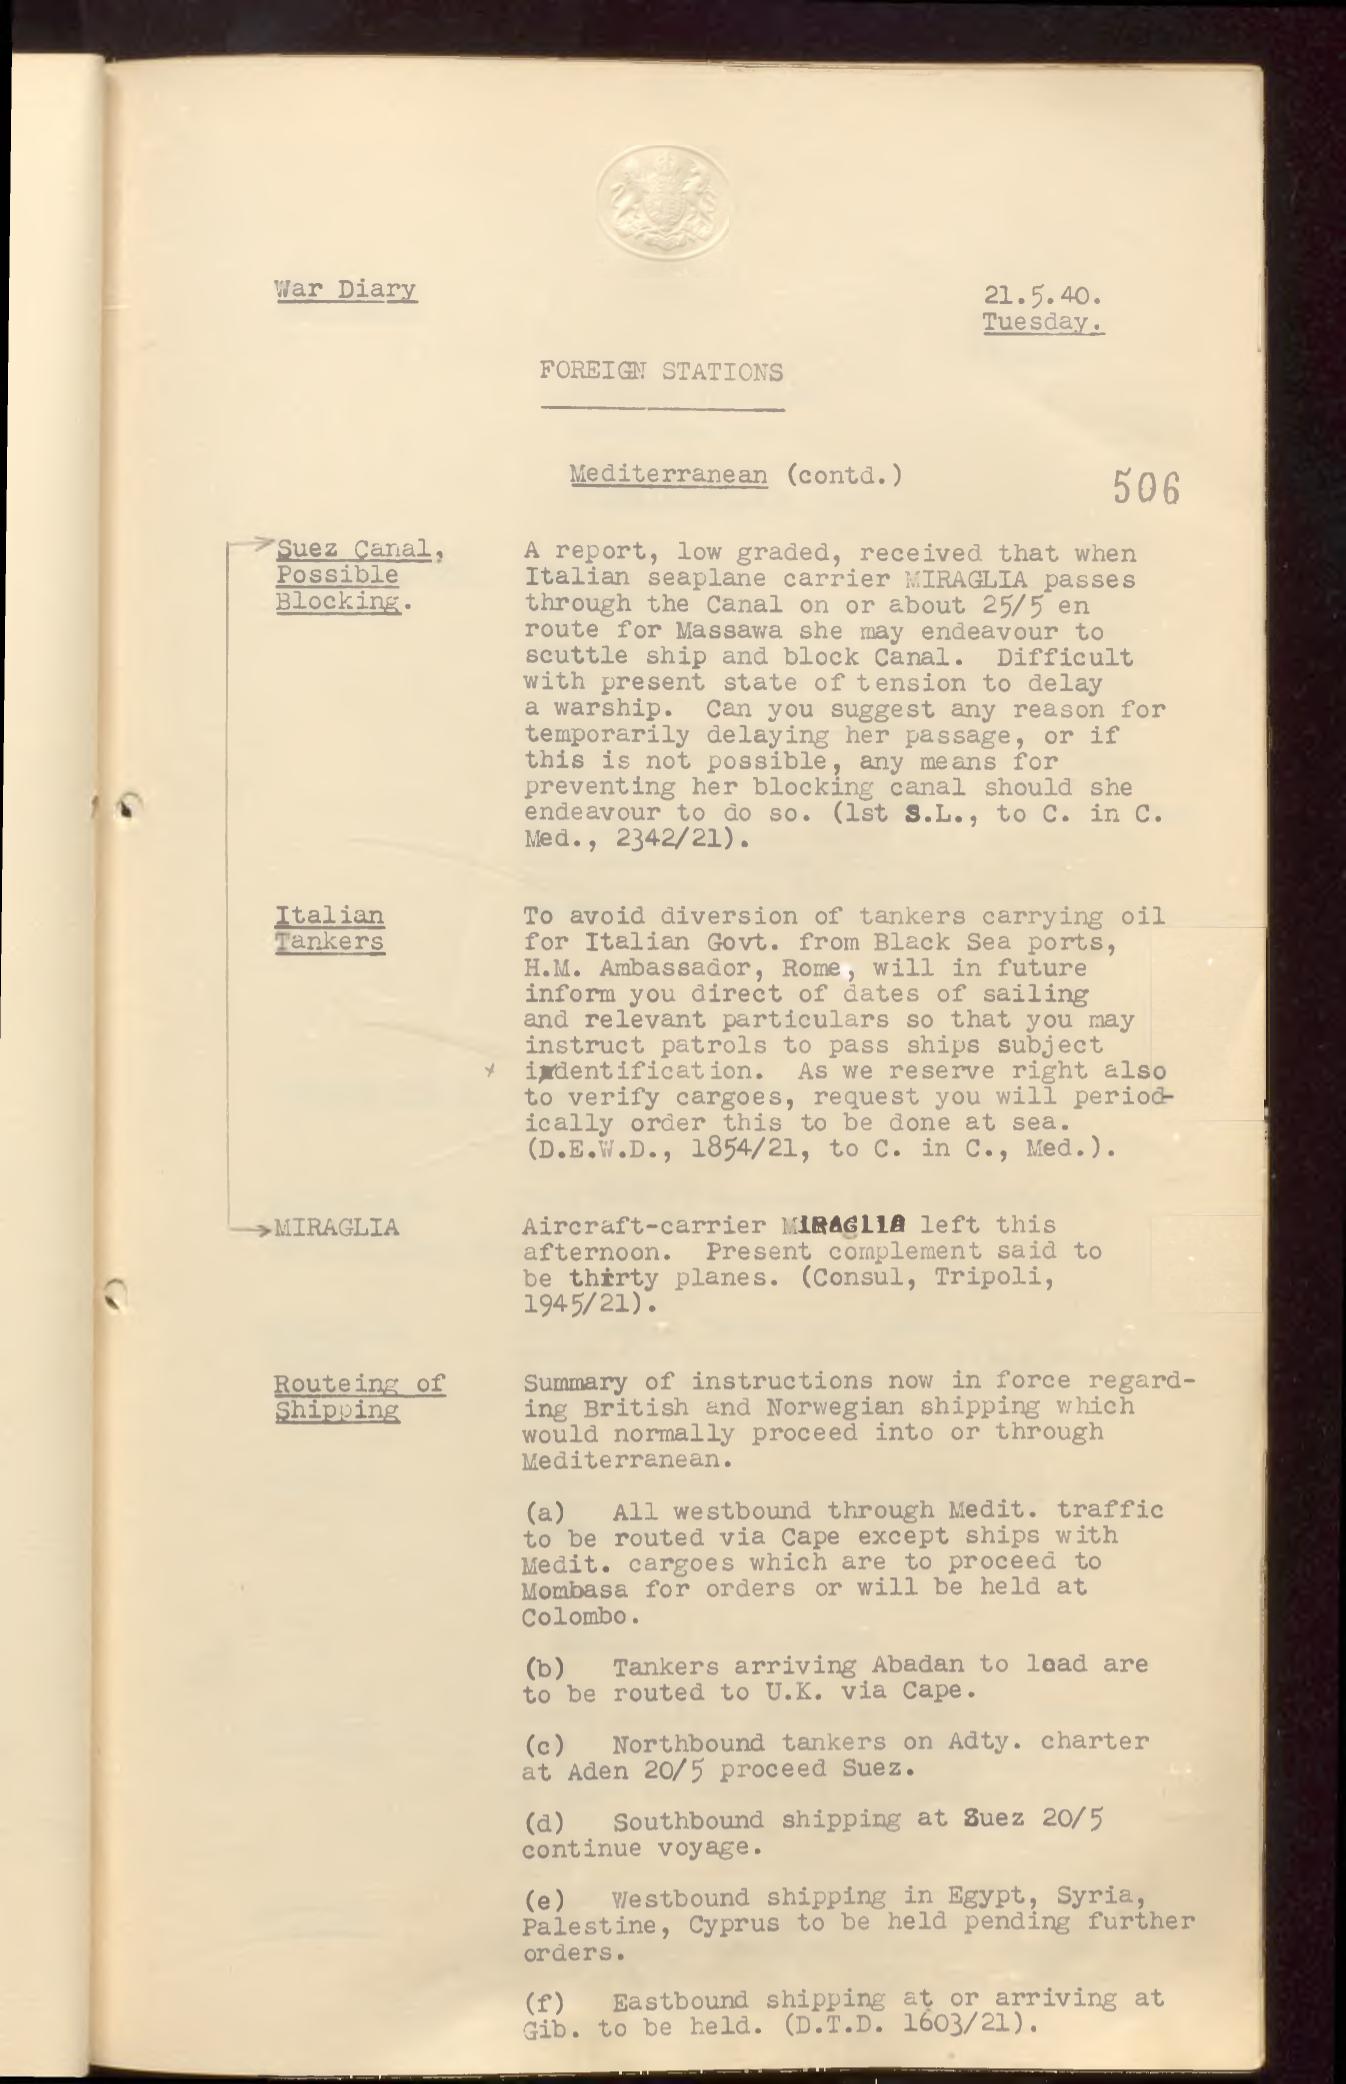 War Diary
21.5.40.
Tuesday.
FOREIGN STATIONS
Mediterranean (contd.)
506
Suez Canal,
Possible
Blocking.
A report, low graded, received that when
Italian seaplane carrier MIRAGLIA passes
through the Canal on or about 25/5 en
route for Massawa she may endeavour to
scuttle ship and block Canal. Difficult
with present state of tension to delay
a warship. Can you suggest any reason for
temporarily delaying her passage, or if
this is not possible, any means for
preventing her blocking canal should she
endeavour to do so. (1st S.L., to C. in C.
Med., 2342/21).
Italian
Tankers
To avoid diversion of tankers carrying oil
for Italian Govt. from Black Sea ports,
H.M. Ambassador, Rome, will in future
inform you direct of dates of sailing
and relevant particulars so that you may
instruct patrols to pass ships subject
identification. As we reserve right also
to verify cargoes, request you will period-
ically order this to be done at sea.
(D.E.W.D., 1854/21, to C. in C., Med.).
MIRAGLIA
Aircraft-carrier MIRAGLIA left this
afternoon. Present complement said to
be thirty planes. (Consul, Tripoli,
1945/21).
Routeing of
Shipping
Summary of instructions now in force regard-
ing British and Norwegian shipping which
would normally proceed into or through
Mediterranean.
(a) All westbound through Medit. traffic
to be routed via Cape except ships with
Medit. cargoes which are to proceed to
Mombasa for orders or will be held at
Colombo.
(b) Tankers arriving Abadan to load are
to be routed to U.K. via Cape.
(c) Northbound tankers on Adty. charter
at Aden 20/5 proceed Suez.
(d) Southbound shipping at Suez 20/5
continue voyage.
(e) Westbound shipping in Egypt, Syria,
Palestine, Cyprus to be held pending further
orders.
(f) Eastbound shipping at or arriving at
Gib. to be held. (D.T.D. 1603/21).